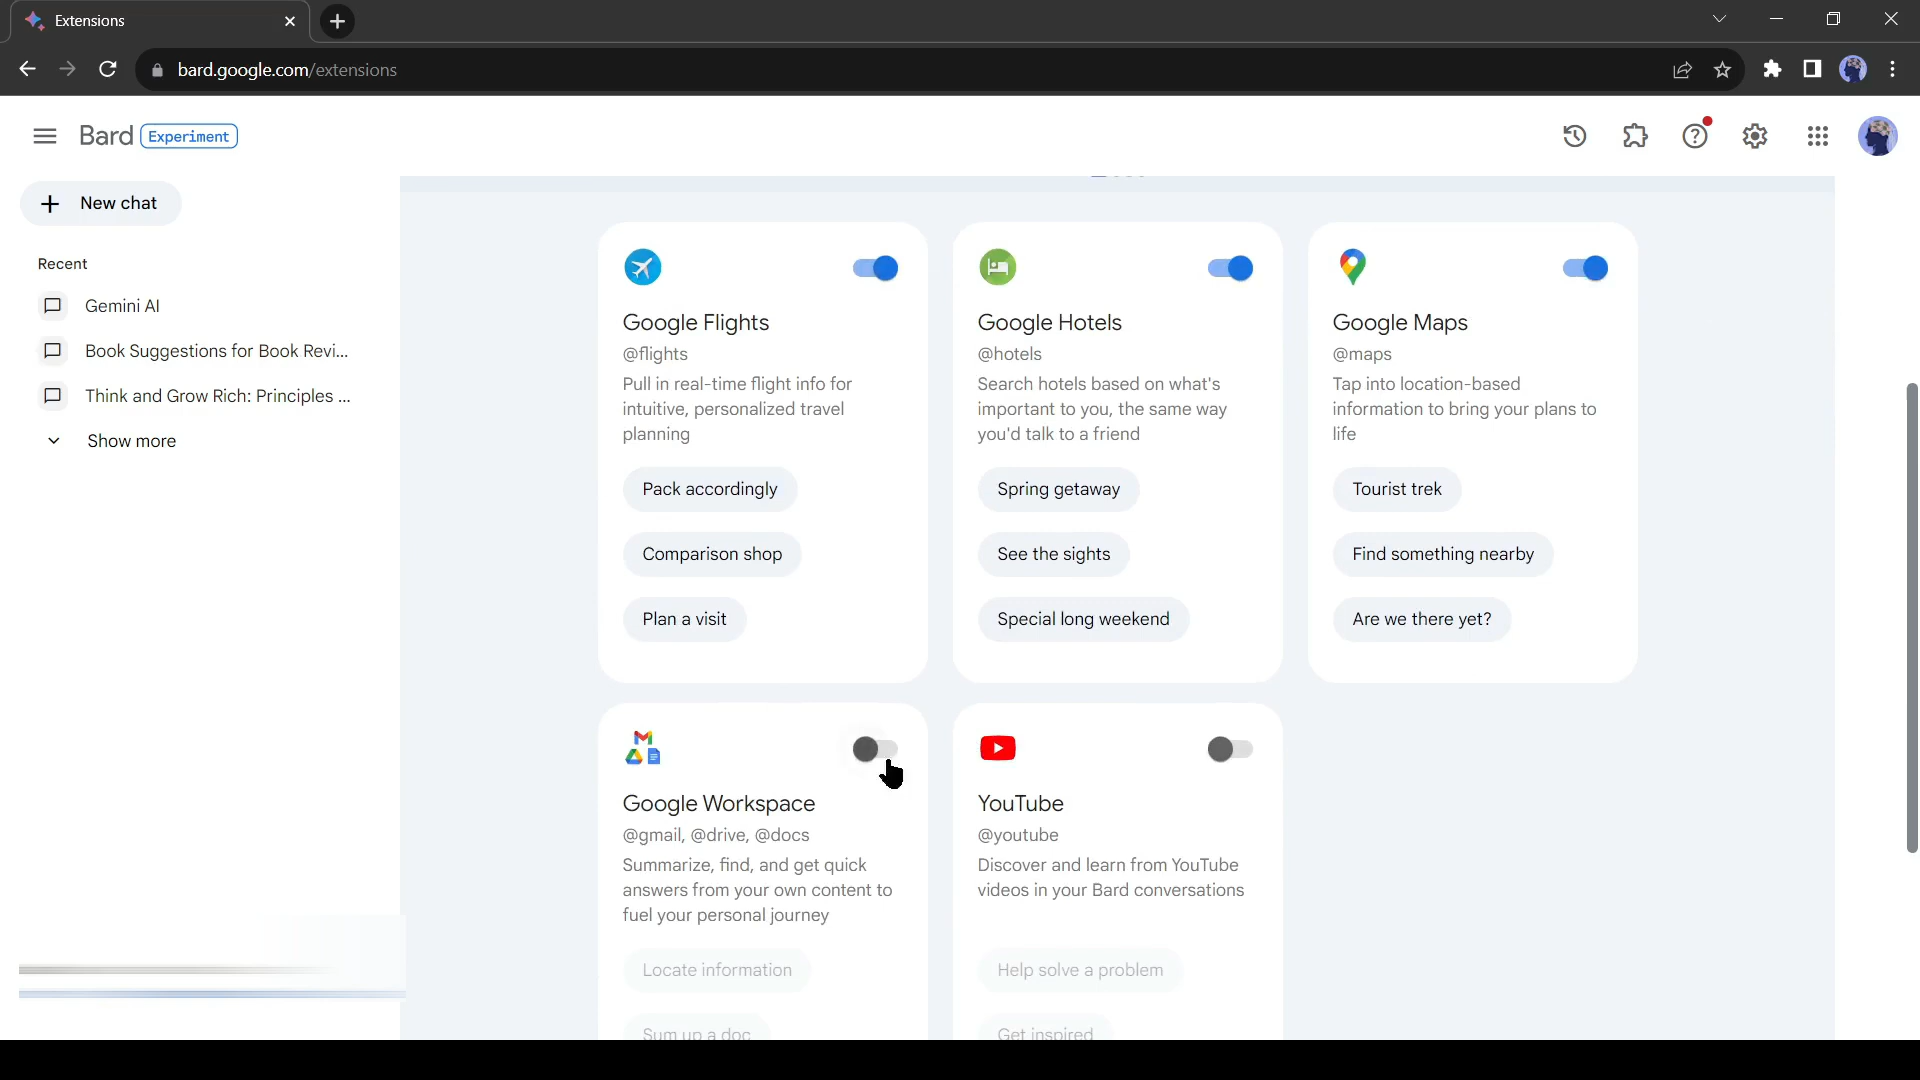 Extensions
bard.google.com/extensions
Bard Experiment
New chat
Recent
Gemini AI
Book Suggestions for Book Revi...
Think and Grow Rich: Principles ...
Show more
Google Flights
@flights
Pull in real-time flight info for
intuitive, personalized travel
planning
Pack accordingly
Comparison shop
Plan a visit
Google Hotels
@hotels
Search hotels based on what's
important to you, the same way
you'd talk to a friend
Spring getaway
See the sights
Special long weekend
Google Maps
@maps
Tap into location-based
information to bring your plans to
life
Tourist trek
Find something nearby
Are we there yet?
Google Workspace
@gmail, @drive, @docs
Summarize, find, and get quick
answers from your own content to
fuel your personal journey
Locate information
Sum up a doc
YouTube
@youtube
Discover and learn from YouTube
videos in your Bard conversations
Help solve a problem
Get inspired